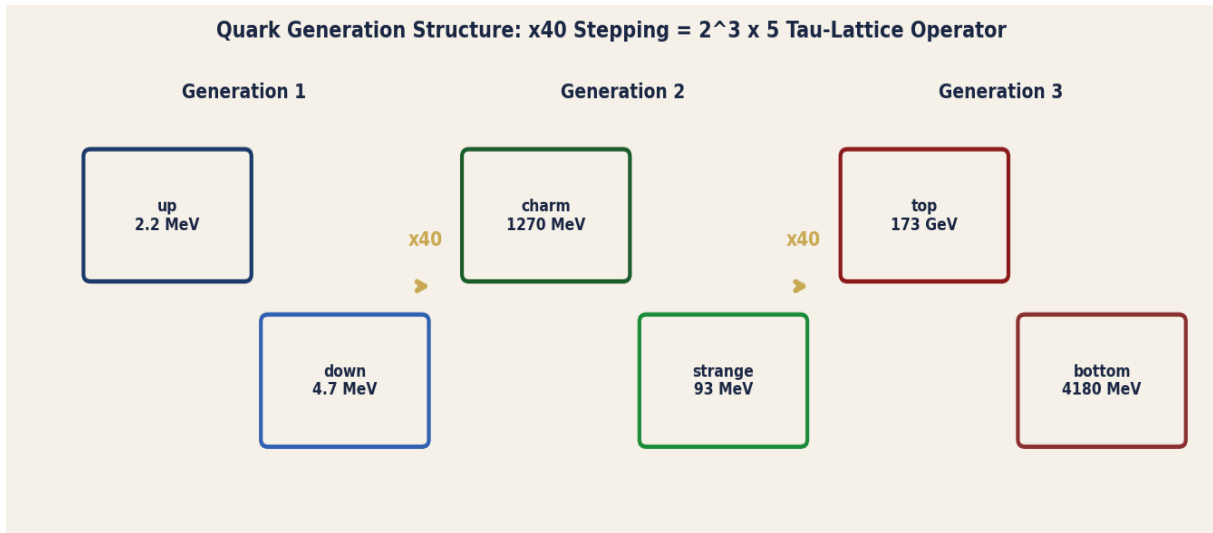 Quark Generation Structure: x40 Stepping = 2^3 x 5 Tau-Lattice Operator
Generation 1
Generation 2
Generation 3
up
2.2 MeV
charm
1270 MeV
top
173 GeV
x40
x40
down
4.7 MeV
strange
93 MeV
bottom
4180 MeV